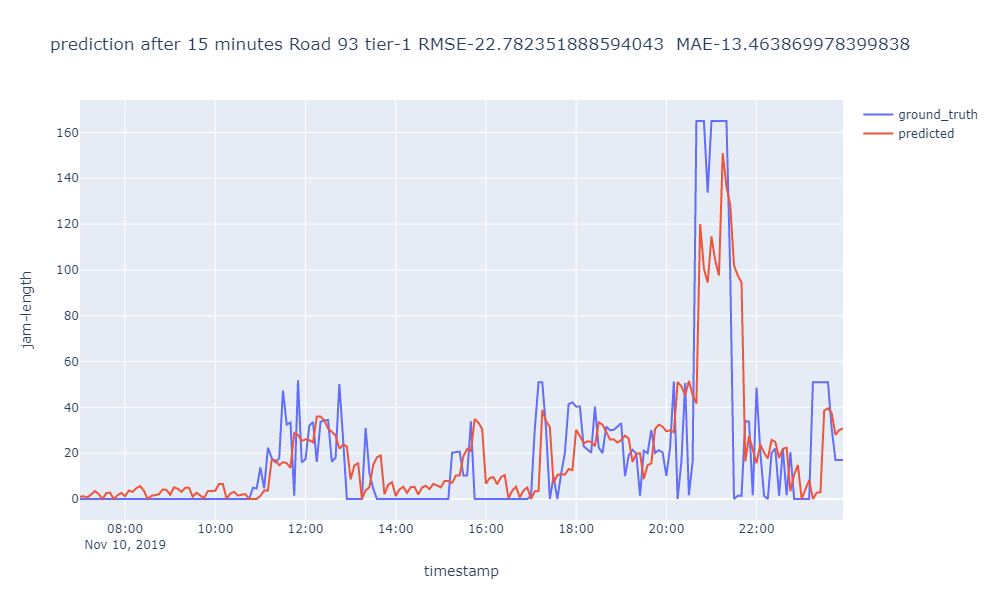 prediction after 15 minutes Road 93 tier-1 RMSE-22.782351888594043  MAE-13.463869978399838
ground_truth
predicted
jam-length
160
140
120
100
80
60
40
20
0
08:00 10:00 12:00 14:00 16:00 18:00 20:00 22:00
Nov 10, 2019
timestamp